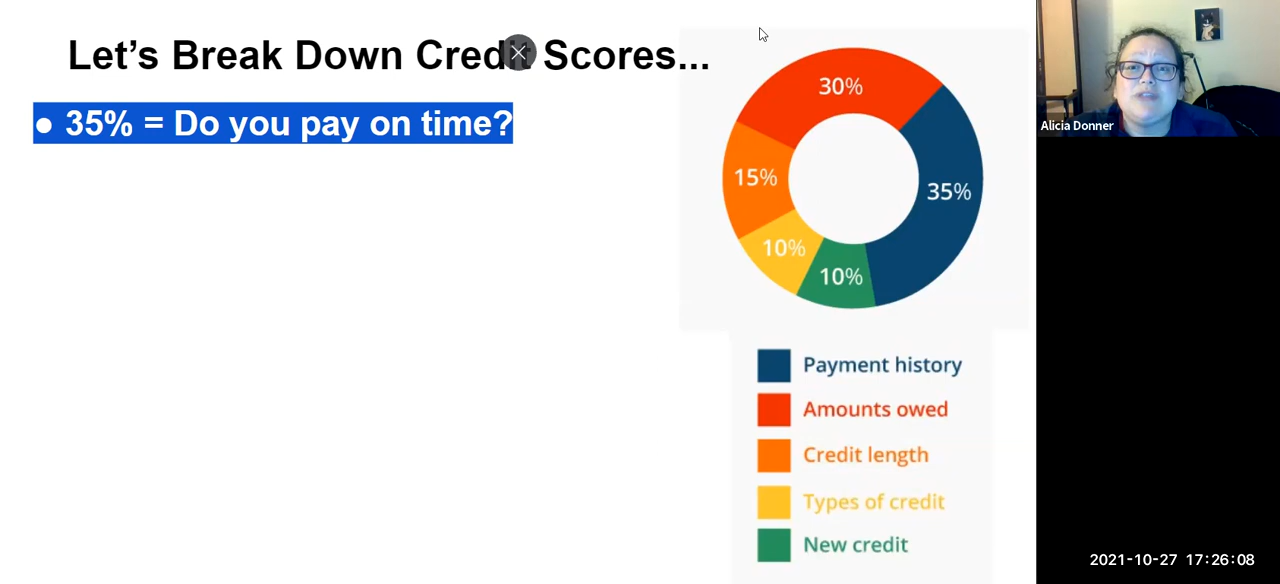 Let's Break Down Credit Scores...
● 35% = Do you pay on time?
30%
35%
15%
10%
10%
Payment history
Amounts owed
Credit length
Types of credit
New credit
Alicia Donner
2021-10-27 17:26:08